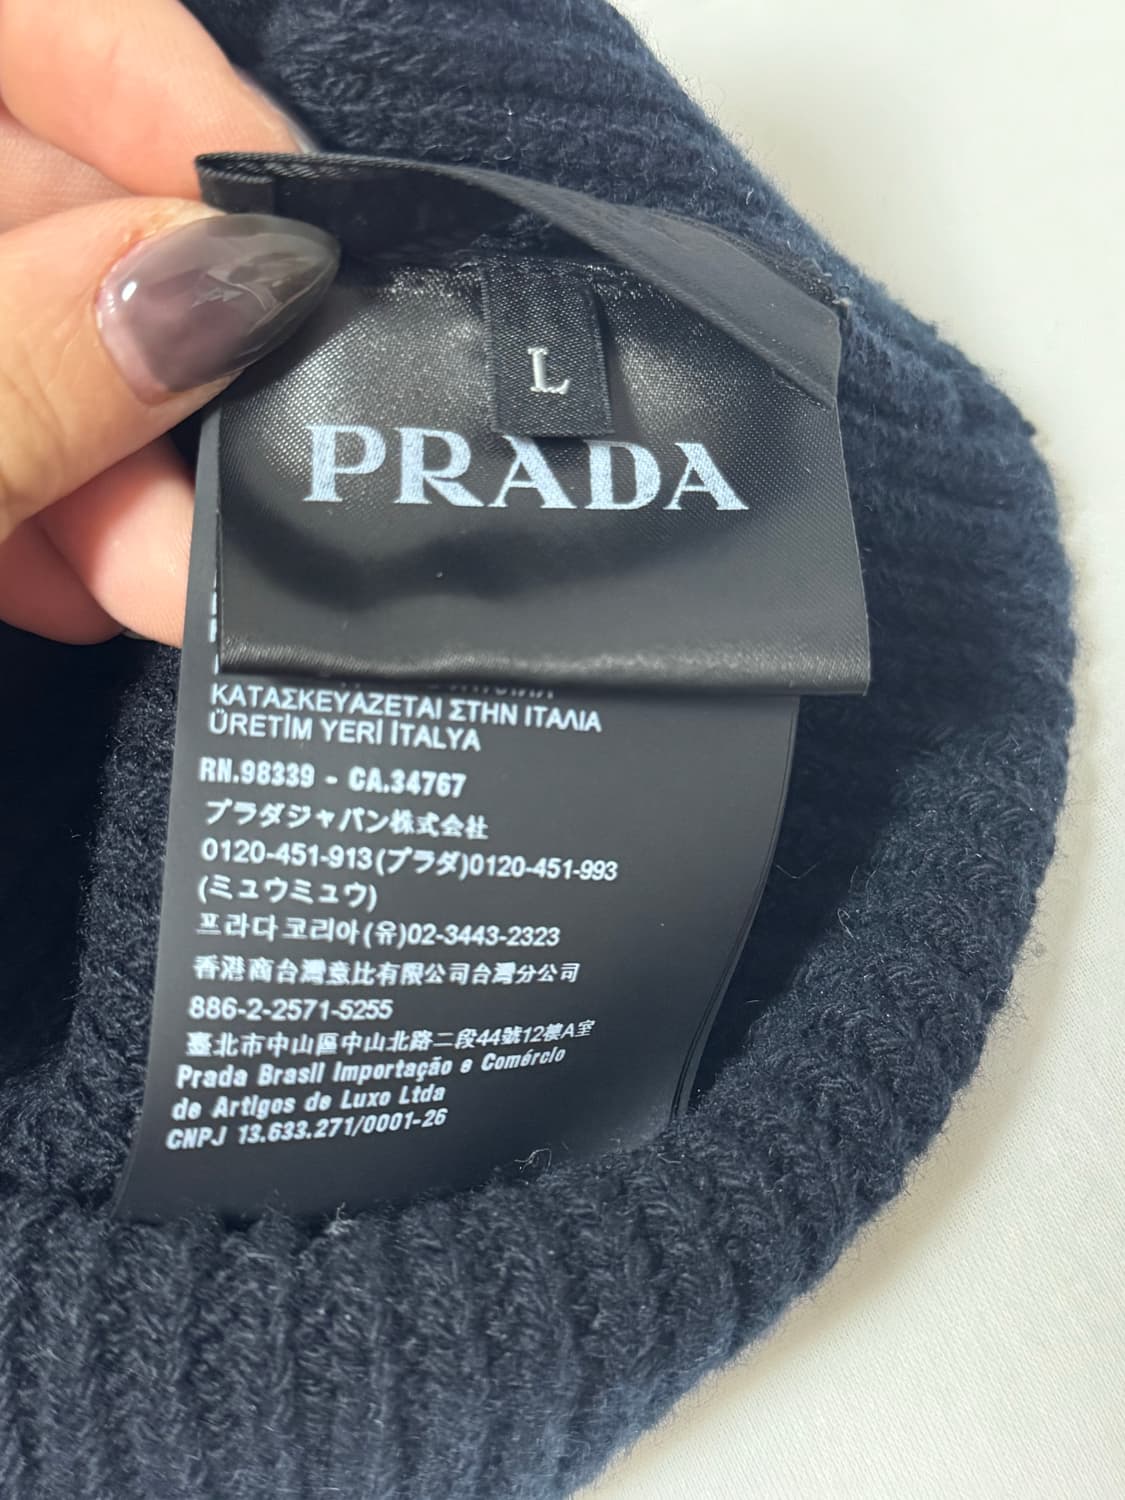 L
PRADA
ΚΑΤΑΣΚΕΥΑΖΕΤΑΙ ΣΤΗΝ ΙΤΑΛΙΑ
ÜRETİM YERİ İTALYA
RN.98339 - CA.34767
プラダジャパン株式会社
0120-451-913(プラダ)0120-451-993
(ミュウミュウ)
프라다코리아(유)02-3443-2323
香港商台灣意比有限公司台灣分公司
886-2-2571-5255
臺北市中山區中山北路二段44號12樓A室
Prada Brasil Importação e Comércio
de Artigos de Luxo Ltda
CNPJ 13.633.271/0001-26